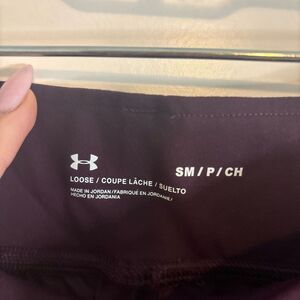 SM / P / CH
LOOSE / COUPE LÂCHE / SUELTO
MADE IN JORDAN / FABRIQUÉ EN JORDANIE /
HECHO EN JORDANIA